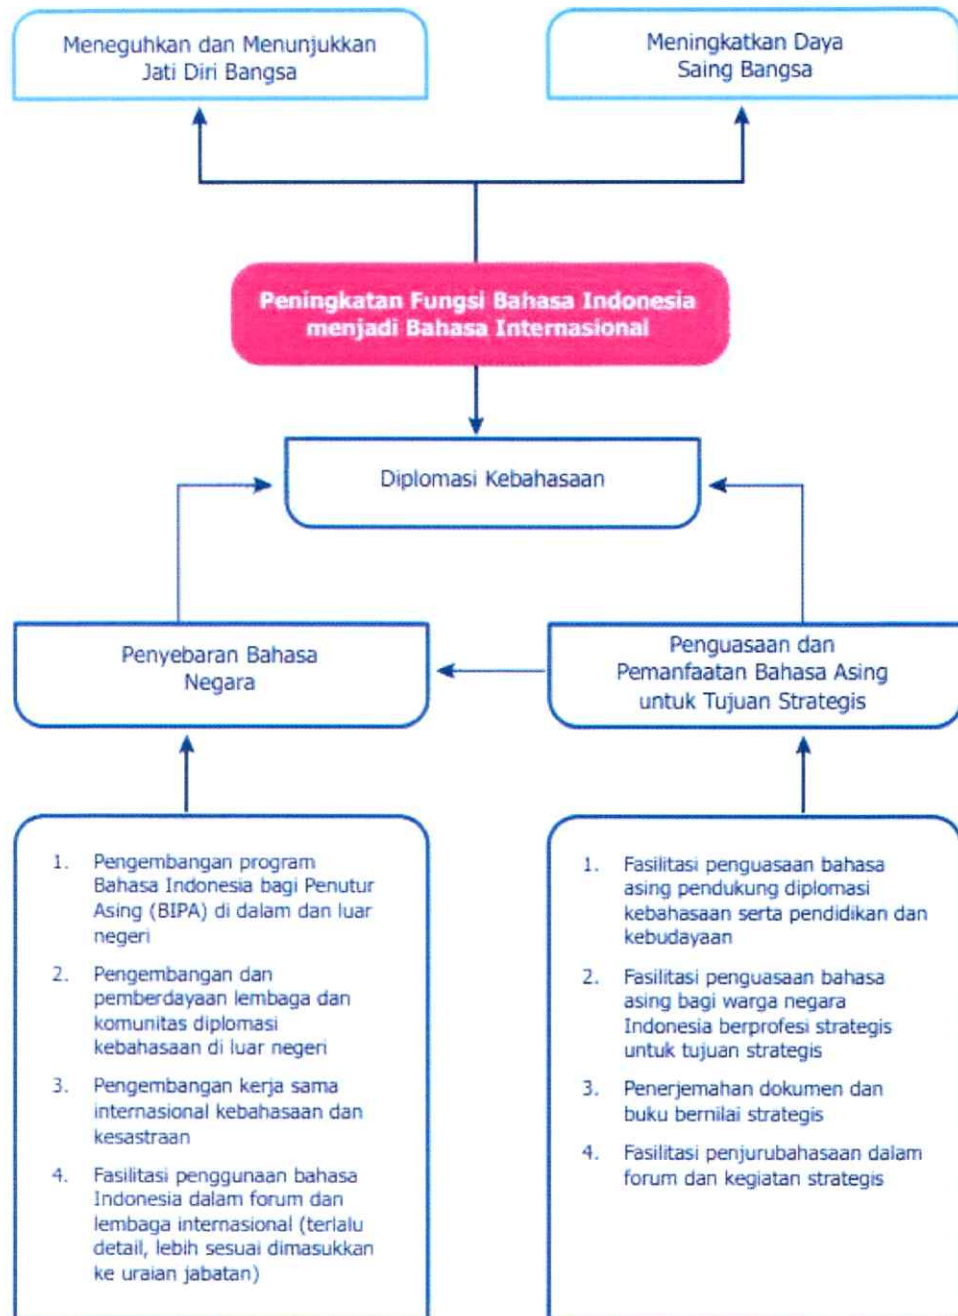 Meneguhkan dan Menunjukkan
Jati Diri Bangsa
Meningkatkan Daya
Saing Bangsa
Peningkatan Fungsi Bahasa Indonesia
menjadi Bahasa Internasional
Diplomasi Kebahasaan
Penyebaran Bahasa
Negara
Penguasaan dan
Pemanfaatan Bahasa Asing
untuk Tujuan Strategis
1. Pengembangan program
Bahasa Indonesia bagi Penutur
Asing (BIPA) di dalam dan luar
negeri
2. Pengembangan dan
pemberdayaan lembaga dan
komunitas diplomasi
kebahasaan di luar negeri
3. Pengembangan kerja sama
internasional kebahasaan dan
kesastraan
4. Fasilitasi penggunaan bahasa
Indonesia dalam forum dan
lembaga internasional (terlalu
detail, lebih sesuai dimasukkan
ke uraian jabatan)
1. Fasilitasi penguasaan bahasa
asing pendukung diplomasi
kebahasaan serta pendidikan dan
kebudayaan
2. Fasilitasi penguasaan bahasa
asing bagi warga negara
Indonesia berprofesi strategis
untuk tujuan strategis
3. Penerjemahan dokumen dan
buku bernilai strategis
4. Fasilitasi penjurubahasaan dalam
forum dan kegiatan strategis